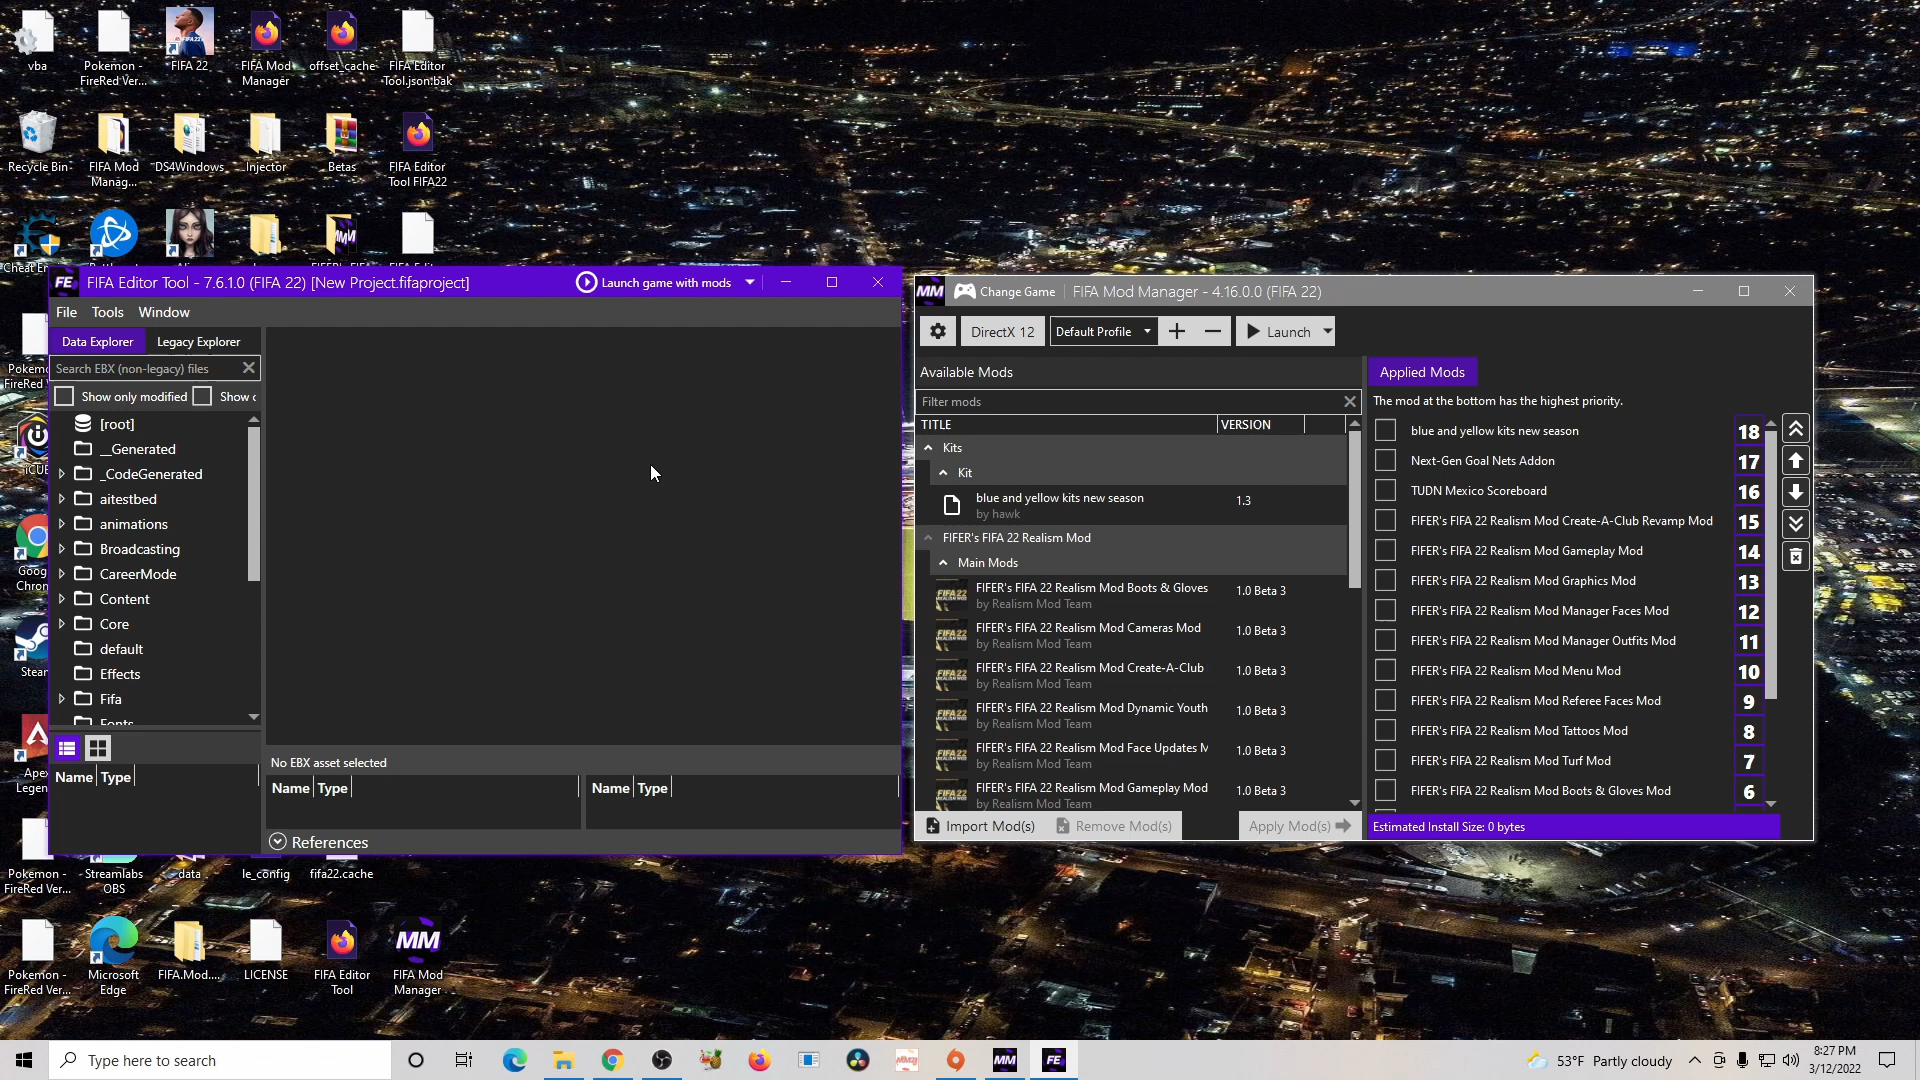 vba
Pokemon -
FireRed Ver...
FIFA 22
FIFA Mod
Manager
offset_cache
FIFA Editor
Tool.json.bak
Recycle Bin
FIFA Mod
Manag...
DS4Windows
Injector
Betas
FIFA Editor
Tool FIFA22
FE
FIFA Editor Tool - 7.6.1.0 (FIFA 22) [New Project.fifaproject]
Launch game with mods
File
Tools
Window
Data Explorer
Legacy Explorer
Search EBX (non-legacy) files
Show only modified
[root]
__Generated
_CodeGenerated
aitestbed
animations
Broadcasting
CareerMode
Content
Core
default
Effects
Fifa
Fonts
Name
Type
No EBX asset selected
Name
Type
Name
Type
References
MM
Change Game
FIFA Mod Manager - 4.16.0.0 (FIFA 22)
DirectX 12
Default Profile
Launch
Available Mods
Filter mods
TITLE
VERSION
Kits
Kit
blue and yellow kits new season
1.3
by hawk
FIFER's FIFA 22 Realism Mod
Main Mods
FIFER's FIFA 22 Realism Mod Boots & Gloves
1.0 Beta 3
by Realism Mod Team
FIFER's FIFA 22 Realism Mod Cameras Mod
1.0 Beta 3
by Realism Mod Team
FIFER's FIFA 22 Realism Mod Create-A-Club
1.0 Beta 3
by Realism Mod Team
FIFER's FIFA 22 Realism Mod Dynamic Youth
1.0 Beta 3
by Realism Mod Team
FIFER's FIFA 22 Realism Mod Face Updates M
1.0 Beta 3
by Realism Mod Team
FIFER's FIFA 22 Realism Mod Gameplay Mod
1.0 Beta 3
by Realism Mod Team
Import Mod(s)
Remove Mod(s)
Apply Mod(s)
Applied Mods
The mod at the bottom has the highest priority.
blue and yellow kits new season
18
Next-Gen Goal Nets Addon
17
TUDN Mexico Scoreboard
16
FIFER's FIFA 22 Realism Mod Create-A-Club Revamp Mod
15
FIFER's FIFA 22 Realism Mod Gameplay Mod
14
FIFER's FIFA 22 Realism Mod Graphics Mod
13
FIFER's FIFA 22 Realism Mod Manager Faces Mod
12
FIFER's FIFA 22 Realism Mod Manager Outfits Mod
11
FIFER's FIFA 22 Realism Mod Menu Mod
10
FIFER's FIFA 22 Realism Mod Referee Faces Mod
9
FIFER's FIFA 22 Realism Mod Tattoos Mod
8
FIFER's FIFA 22 Realism Mod Turf Mod
7
FIFER's FIFA 22 Realism Mod Boots & Gloves Mod
6
Estimated Install Size: 0 bytes
Pokemon -
FireRed Ver...
Streamlabs
OBS
data
le_config
fifa22.cache
Pokemon -
FireRed Ver...
Microsoft
Edge
FIFA.Mod....
LICENSE
FIFA Editor
Tool
MM
FIFA Mod
Manager
Type here to search
MM
FE
53°F Partly cloudy
8:27 PM
3/12/2022